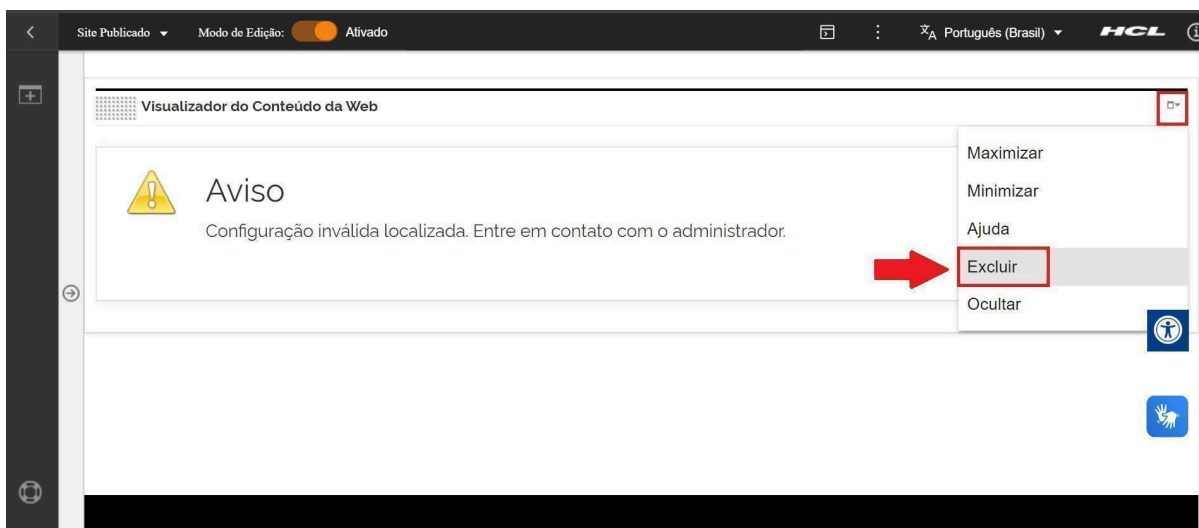 Site Publicado Modo de Edição: Ativado Português (Brasil) HCL
Visualizador do Conteúdo da Web
Maximizar
Aviso
Minimizar
Configuração inválida localizada. Entre em contato com o administrador.
Ajuda
Excluir
Ocultar